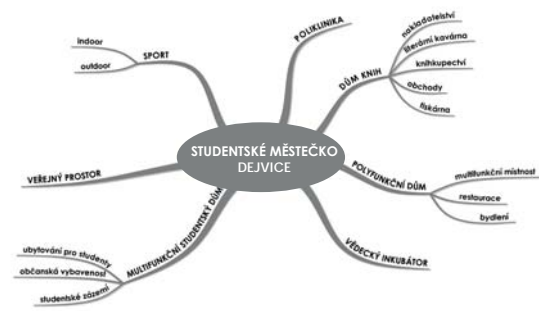 STUDENTSKÉ MĚSTEČKO
DEJVICE
POLIKLINIKA
DŮM KNIH
nakladatelství
literární kavárna
knihkupectví
obchody
tiskárna
POLYFUNKČNÍ DŮM
multifunkční místnost
restaurace
bydlení
VĚDECKÝ INKUBÁTOR
MULTIFUNKČNÍ STUDENTSKÝ DŮM
ubytování pro studenty
občanská vybavenost
studentské zázemí
VEŘEJNÝ PROSTOR
SPORT
indoor
outdoor